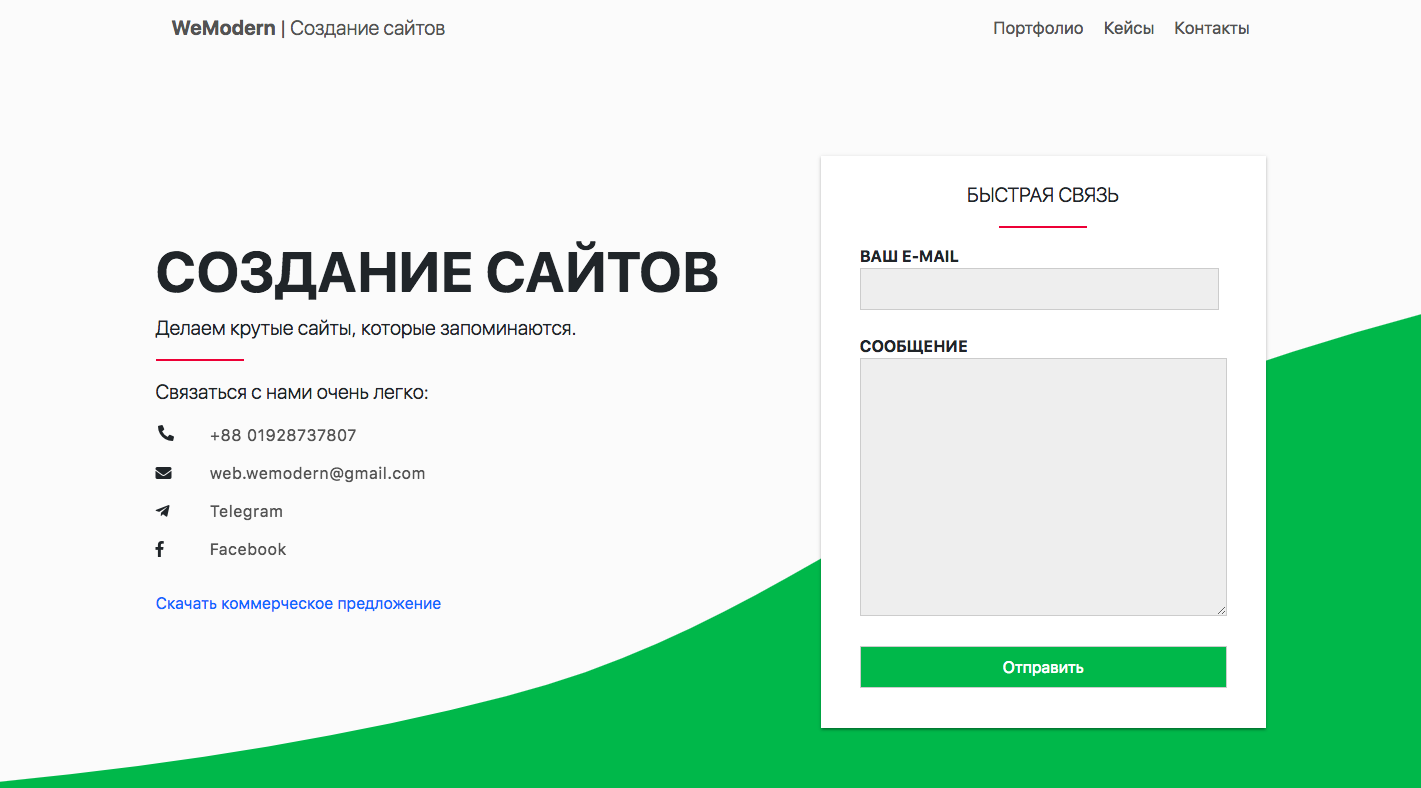 WeModern | Создание сайтов
Портфолио Кейсы Контакты
СОЗДАНИЕ САЙТОВ
Делаем крутые сайты, которые запоминаются.
Связаться с нами очень легко:
+88 01928737807
web.wemodern@gmail.com
Telegram
Facebook
Скачать коммерческое предложение
БЫСТРАЯ СВЯЗЬ
ВАШ E-MAIL
СООБЩЕНИЕ
Отправить